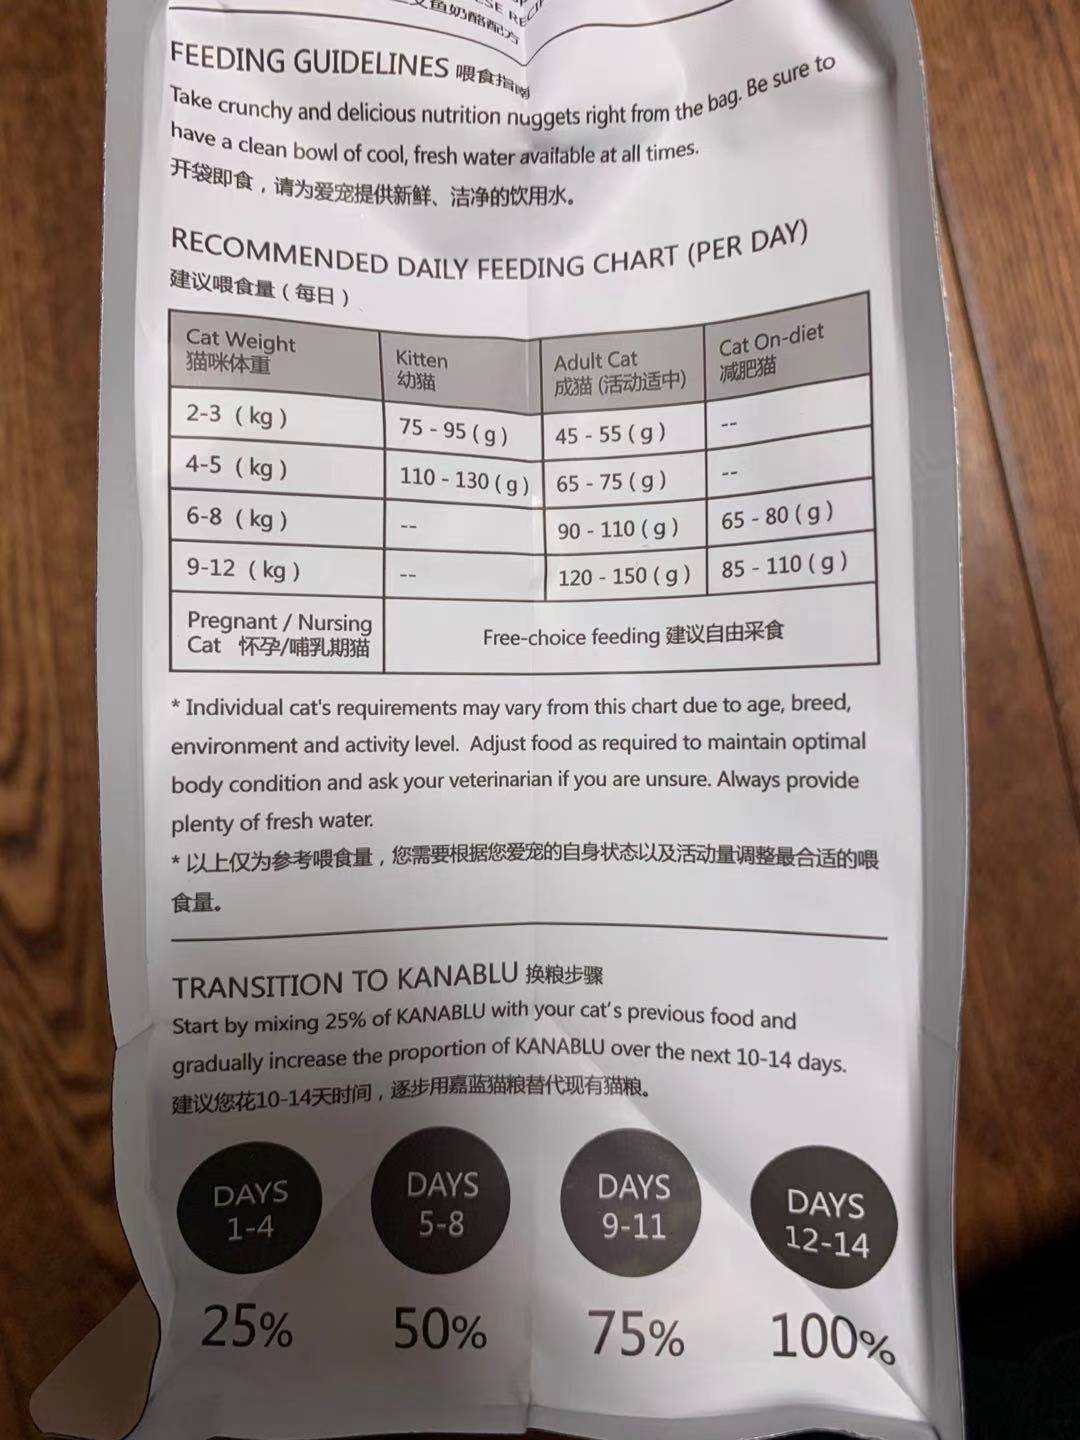 鱼奶酪配方
FEEDING GUIDELINES 喂食指南
Take crunchy and delicious nutrition nuggets right from the bag. Be sure to
have a clean bowl of cool, fresh water available at all times.
开袋即食，请为爱宠提供新鲜、洁净的饮用水。
RECOMMENDED DAILY FEEDING CHART (PER DAY)
建议喂食量（每日）
Cat Weight 猫咪体重 Kitten 幼猫 Adult Cat 成猫 (活动适中) Cat On-diet 减肥猫
2-3 (kg) 75 - 95 (g) 45 - 55 (g) --
4-5 (kg) 110 - 130 (g) 65 - 75 (g) --
6-8 (kg) -- 90 - 110 (g) 65 - 80 (g)
9-12 (kg) -- 120 - 150 (g) 85 - 110 (g)
Pregnant / Nursing
Cat 怀孕/哺乳期猫 Free-choice feeding 建议自由采食
* Individual cat's requirements may vary from this chart due to age, breed,
environment and activity level. Adjust food as required to maintain optimal
body condition and ask your veterinarian if you are unsure. Always provide
plenty of fresh water.
* 以上仅为参考喂食量，您需要根据您爱宠的自身状态以及活动量调整最合适的喂
食量。
TRANSITION TO KANABLU 换粮步骤
Start by mixing 25% of KANABLU with your cat's previous food and
gradually increase the proportion of KANABLU over the next 10-14 days.
建议您花10-14天时间，逐步用嘉蓝猫粮替代现有猫粮。
DAYS 1-4 DAYS 5-8 DAYS 9-11 DAYS 12-14
25% 50% 75% 100%